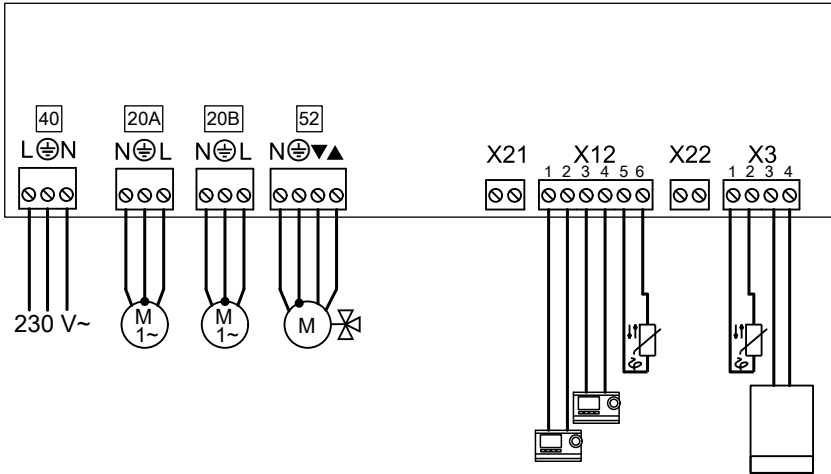 40 20A 20B 52
L N N L N L N ▼▲ X21 X12 X22 X3
1 2 3 4 5 6 1 2 3 4
230 V~ M 1~ M 1~ M
ϑ ϑ